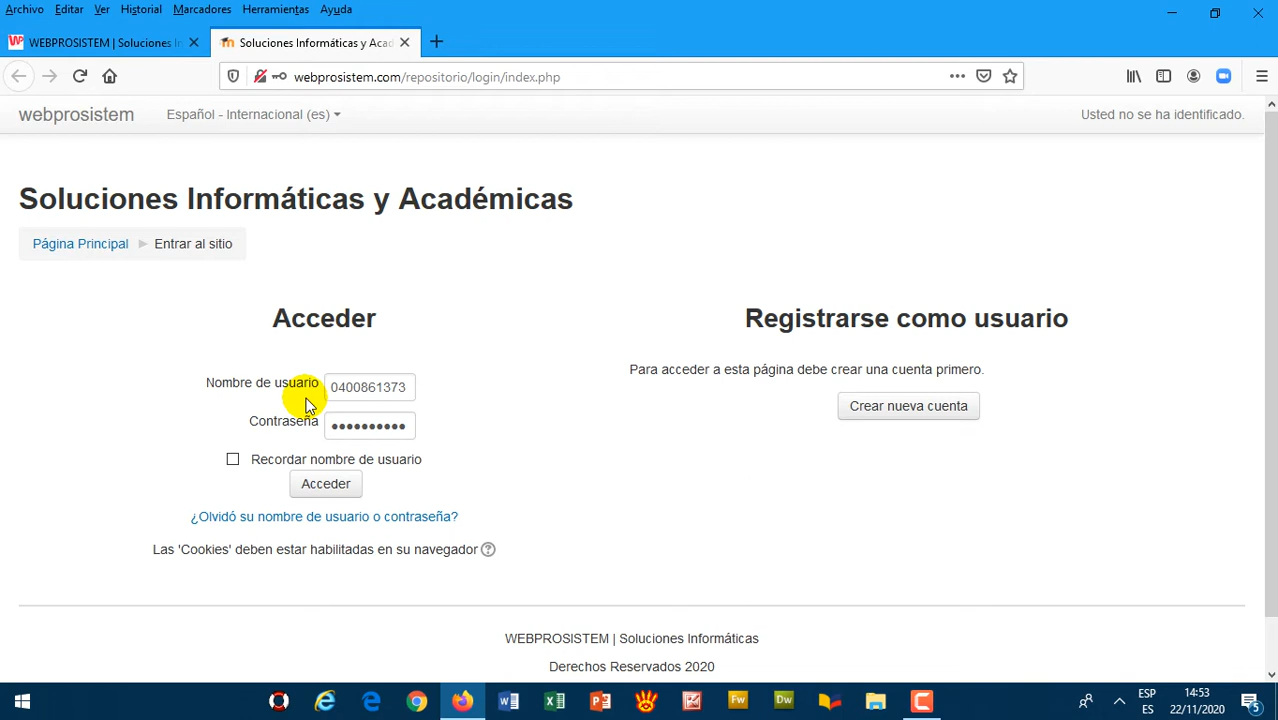 Archivo Editar Ver Historial Marcadores Herramientas Ayuda
WEBPROSISTEM | Soluciones In
Soluciones Informáticas y Acad
webprosistem.com/repositorio/login/index.php
webprosistem Español - Internacional (es) Usted no se ha identificado.
Soluciones Informáticas y Académicas
Página Principal Entrar al sitio
Acceder
Nombre de usuario 0400861373
Contraseña
Recordar nombre de usuario
Acceder
¿Olvidó su nombre de usuario o contraseña?
Las 'Cookies' deben estar habilitadas en su navegador
Registrarse como usuario
Para acceder a esta página debe crear una cuenta primero.
Crear nueva cuenta
WEBPROSISTEM | Soluciones Informáticas
Derechos Reservados 2020
ESP 14:53
ES 22/11/2020 5